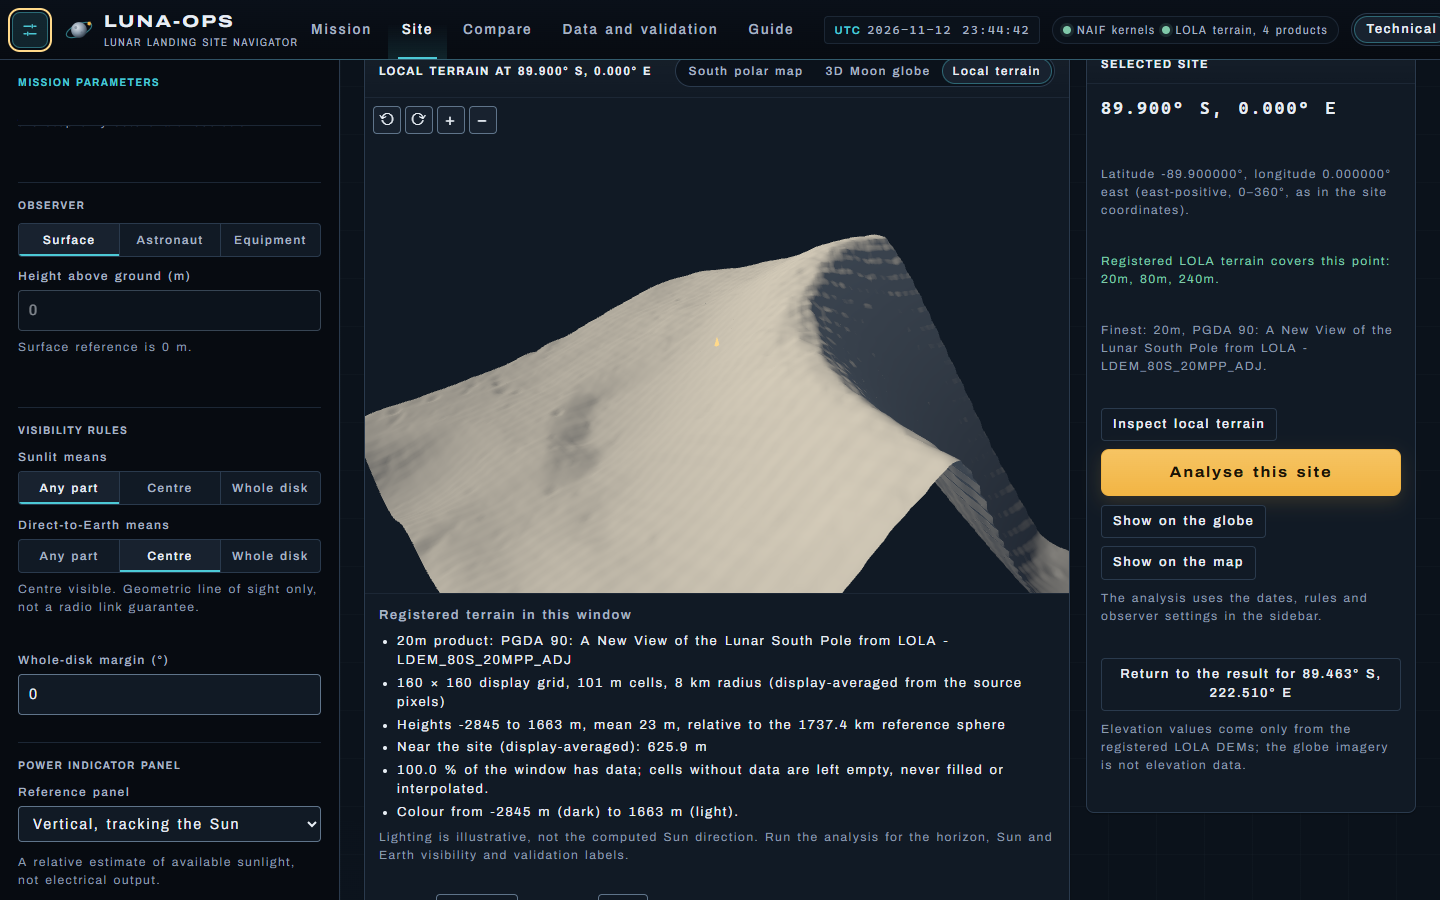 LUNA-OPS
LUNAR LANDING SITE NAVIGATOR
Mission
Site
Compare
Data and validation
Guide
UTC 2026-11-12 23:44:42
NAIF kernels
LOLA terrain, 4 products
Technical
MISSION PARAMETERS
OBSERVER
Surface
Astronaut
Equipment
Height above ground (m)
0
Surface reference is 0 m.
VISIBILITY RULES
Sunlit means
Any part
Centre
Whole disk
Direct-to-Earth means
Any part
Centre
Whole disk
Centre visible. Geometric line of sight only,
not a radio link guarantee.
Whole-disk margin (°)
0
POWER INDICATOR PANEL
Reference panel
Vertical, tracking the Sun
A relative estimate of available sunlight,
not electrical output.
LOCAL TERRAIN AT 89.900° S, 0.000° E
South polar map
3D Moon globe
Local terrain
+
−
Registered terrain in this window
• 20m product: PGDA 90: A New View of the Lunar South Pole from LOLA -
LDEM_80S_20MPP_ADJ
• 160 × 160 display grid, 101 m cells, 8 km radius (display-averaged from the source
pixels)
• Heights -2845 to 1663 m, mean 23 m, relative to the 1737.4 km reference sphere
• Near the site (display-averaged): 625.9 m
• 100.0 % of the window has data; cells without data are left empty, never filled or
interpolated.
• Colour from -2845 m (dark) to 1663 m (light).
Lighting is illustrative, not the computed Sun direction. Run the analysis for the horizon, Sun and
Earth visibility and validation labels.
SELECTED SITE
89.900° S, 0.000° E
Latitude -89.900000°, longitude 0.000000°
east (east-positive, 0–360°, as in the site
coordinates).
Registered LOLA terrain covers this point:
20m, 80m, 240m.
Finest: 20m, PGDA 90: A New View of the
Lunar South Pole from LOLA -
LDEM_80S_20MPP_ADJ.
Inspect local terrain
Analyse this site
Show on the globe
Show on the map
The analysis uses the dates, rules and
observer settings in the sidebar.
Return to the result for 89.463° S,
222.510° E
Elevation values come only from the
registered LOLA DEMs; the globe imagery
is not elevation data.